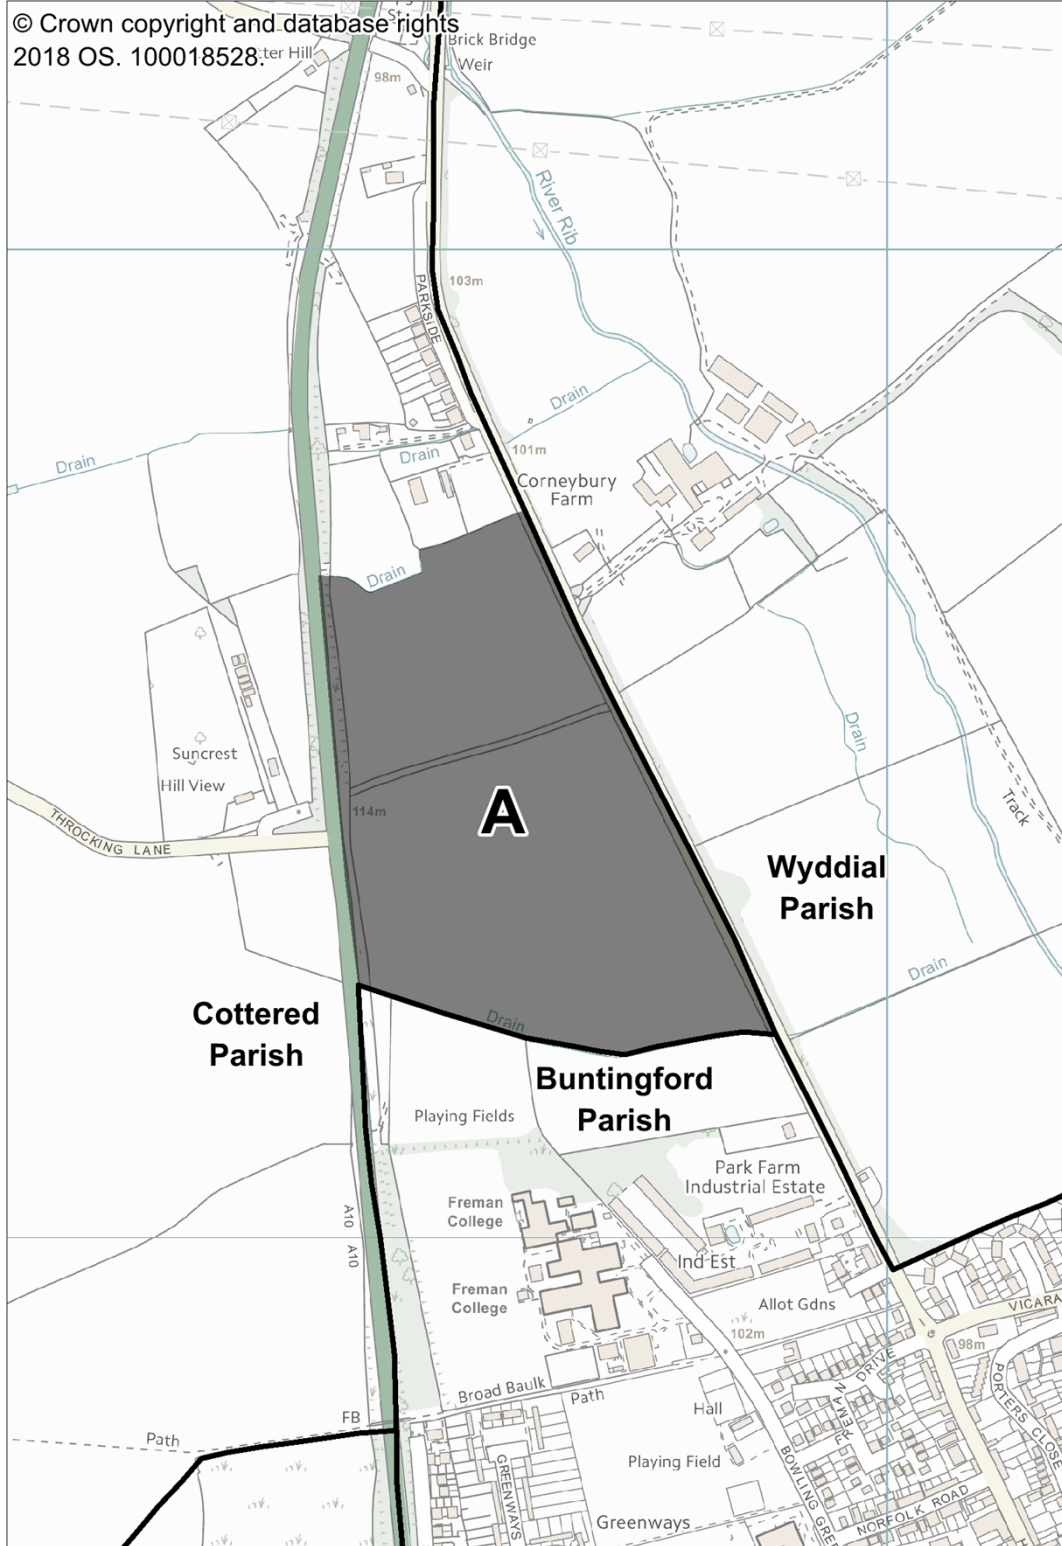 © Crown copyright and database rights
2018 OS. 100018528.
tter Hill
Brick Bridge
Weir
98m
River Rib
103m
PARKSIDE
Drain
101m
Drain
Drain
Corneybury
Farm
Drain
Drain
Suncrest
Hill View
114m
A
Track
THROCKING LANE
Wyddial
Parish
Drain
Cottered
Parish
Drain
Buntingford
Parish
Playing Fields
Park Farm
Industrial Estate
Freman
College
A10
A10
Ind Est
Freman
College
Allot Gdns
VICARA
102m
98m
FREMAN DRIVE
PORTERS CLOSE
Broad Baulk
Path
FB
Path
Hall
Playing Field
BOWLING GRE
GREENWAYS
NORFOLK ROAD
Greenways